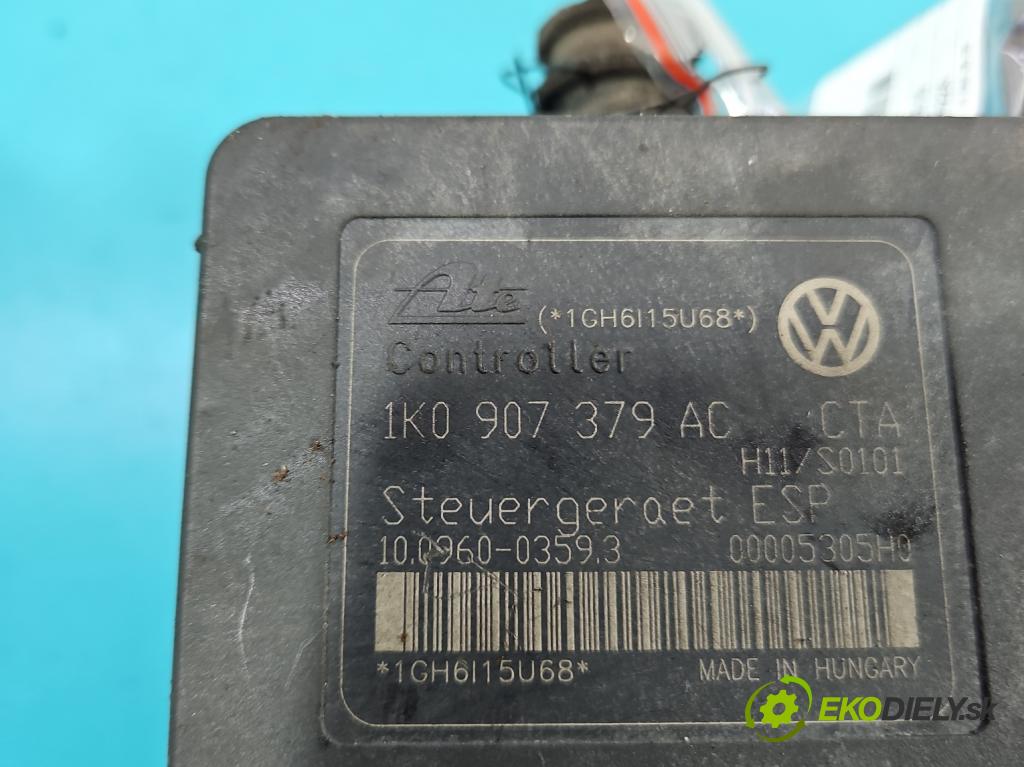 Ate (*1GH6I15U68*)
Controller
1K0 907 379 AC CTA
H11/S0101
Steuergeraet ESP
10.0960-0359.3 00005305H0
*1GH6I15U68* MADE IN HUNGARY
EKODIELY.sk